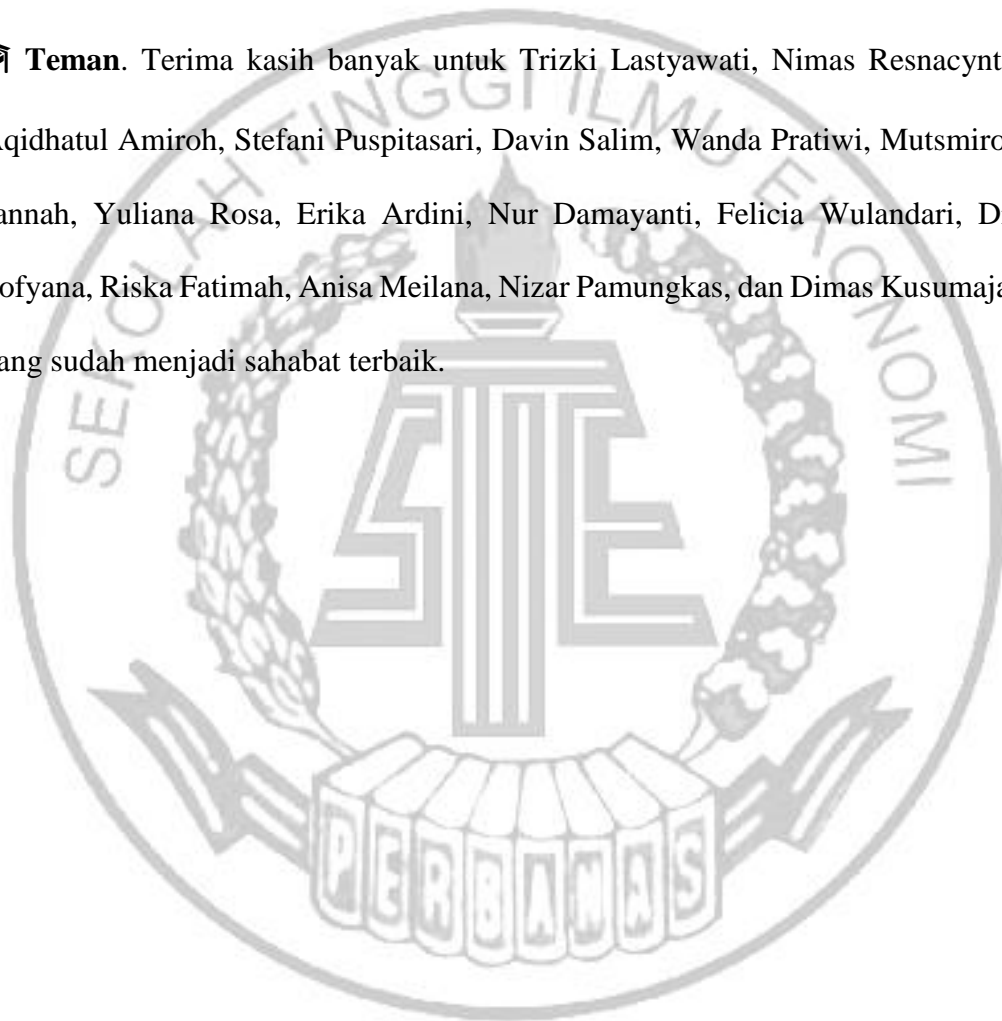 Teman. Terima kasih banyak untuk Trizki Lastyawati, Nimas Resnacynt
Aqidhatul Amiroh, Stefani Puspitasari, Davin Salim, Wanda Pratiwi, Mutsmiro
annah, Yuliana Rosa, Erika Ardini, Nur Damayanti, Felicia Wulandari, D
ofyana, Riska Fatimah, Anisa Meilana, Nizar Pamungkas, dan Dimas Kusumaja
ang sudah menjadi sahabat terbaik.
SEKOLAH TINGGI ILMU EKONOMI
STIE
PERBANAS